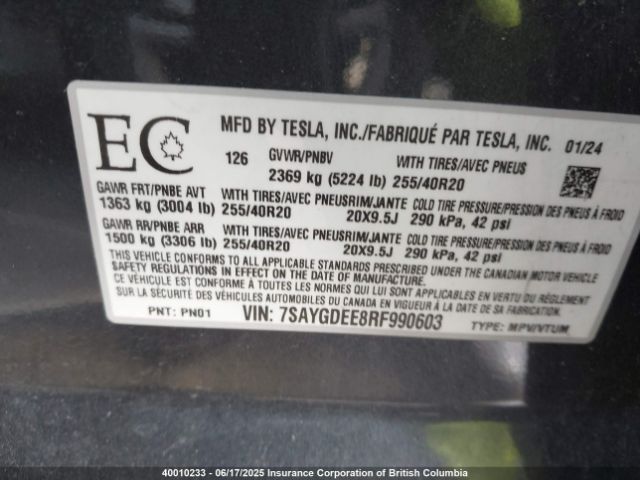 EC
MFD BY TESLA, INC./FABRIQUÉ PAR TESLA, INC. 01/24
126 GVWR/PNBV WITH TIRES/AVEC PNEUS
2369 kg (5224 lb) 255/40R20
GAWR FRT/PNBE AVT WITH TIRES/AVEC PNEUS RIM/JANTE COLD TIRE PRESSURE/PRESSION DES PNEUS À FROID
1363 kg (3004 lb) 255/40R20 20X9.5J 290 kPa, 42 psi
GAWR RR/PNBE ARR WITH TIRES/AVEC PNEUS RIM/JANTE COLD TIRE PRESSURE/PRESSION DES PNEUS À FROID
1500 kg (3306 lb) 255/40R20 20X9.5J 290 kPa, 42 psi
THIS VEHICLE CONFORMS TO ALL APPLICABLE STANDARDS PRESCRIBED UNDER THE CANADIAN MOTOR VEHICLE
SAFETY REGULATIONS IN EFFECT ON THE DATE OF MANUFACTURE
CE VÉHICULE EST CONFORME À TOUTES LES NORMES QUI LUI SONT APPLICABLES EN VERTU DU RÈGLEMENT
SUR LA SÉCURITÉ DES VÉHICULES AUTOMOBILES DU CANADA EN VIGUEUR À LA DATE DE SA FABRICATION
PNT: PN01 VIN: 7SAYGDEE8RF990603 TYPE: MPV/VTUM
40010233 - 06/17/2025 Insurance Corporation of British Columbia